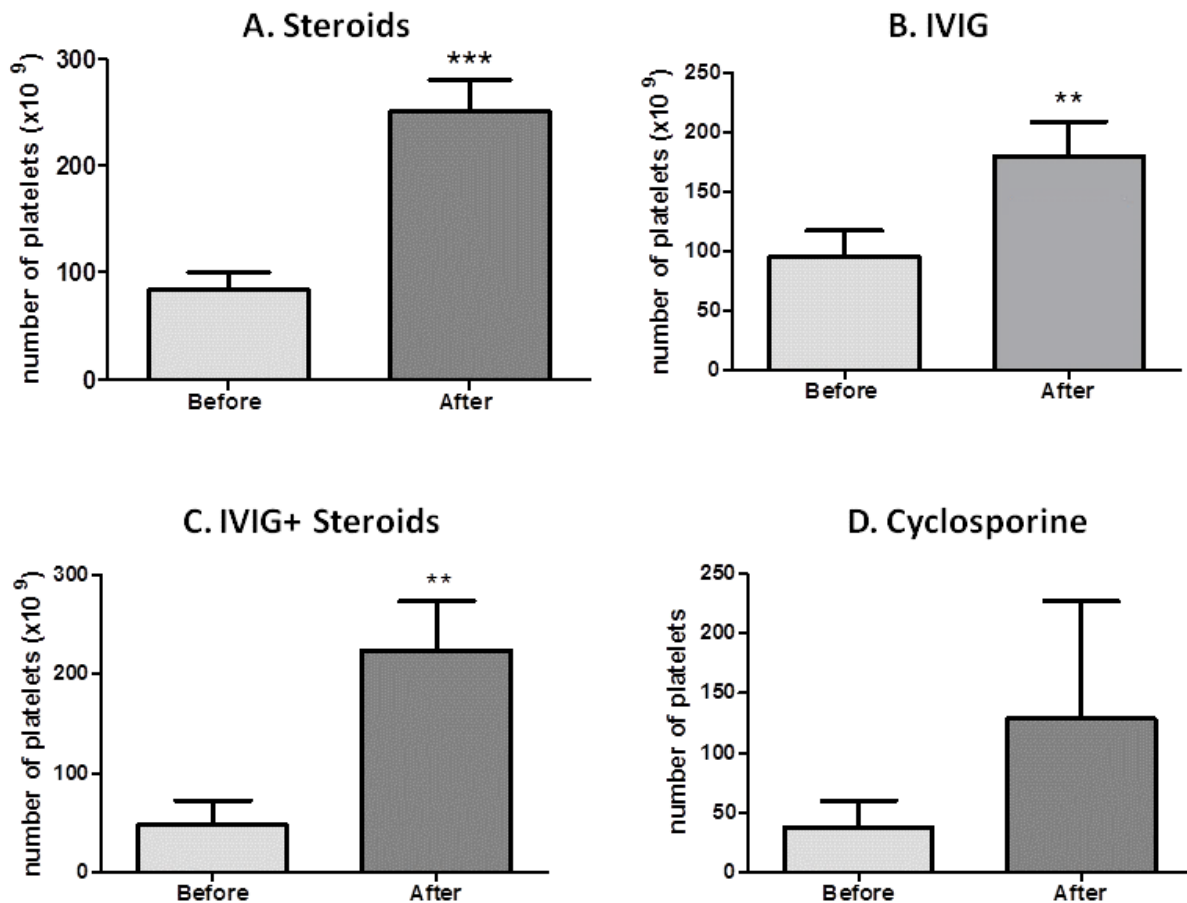 A. Steroids
number of platelets (x10 9)
300
200
100
0
***
Before After
B. IVIG
number of platelets (x10 9)
250
200
150
100
50
0
**
Before After
C. IVIG+ Steroids
number of platelets (x10 9)
300
200
100
0
**
Before After
D. Cyclosporine
number of platelets
250
200
150
100
50
0
Before After